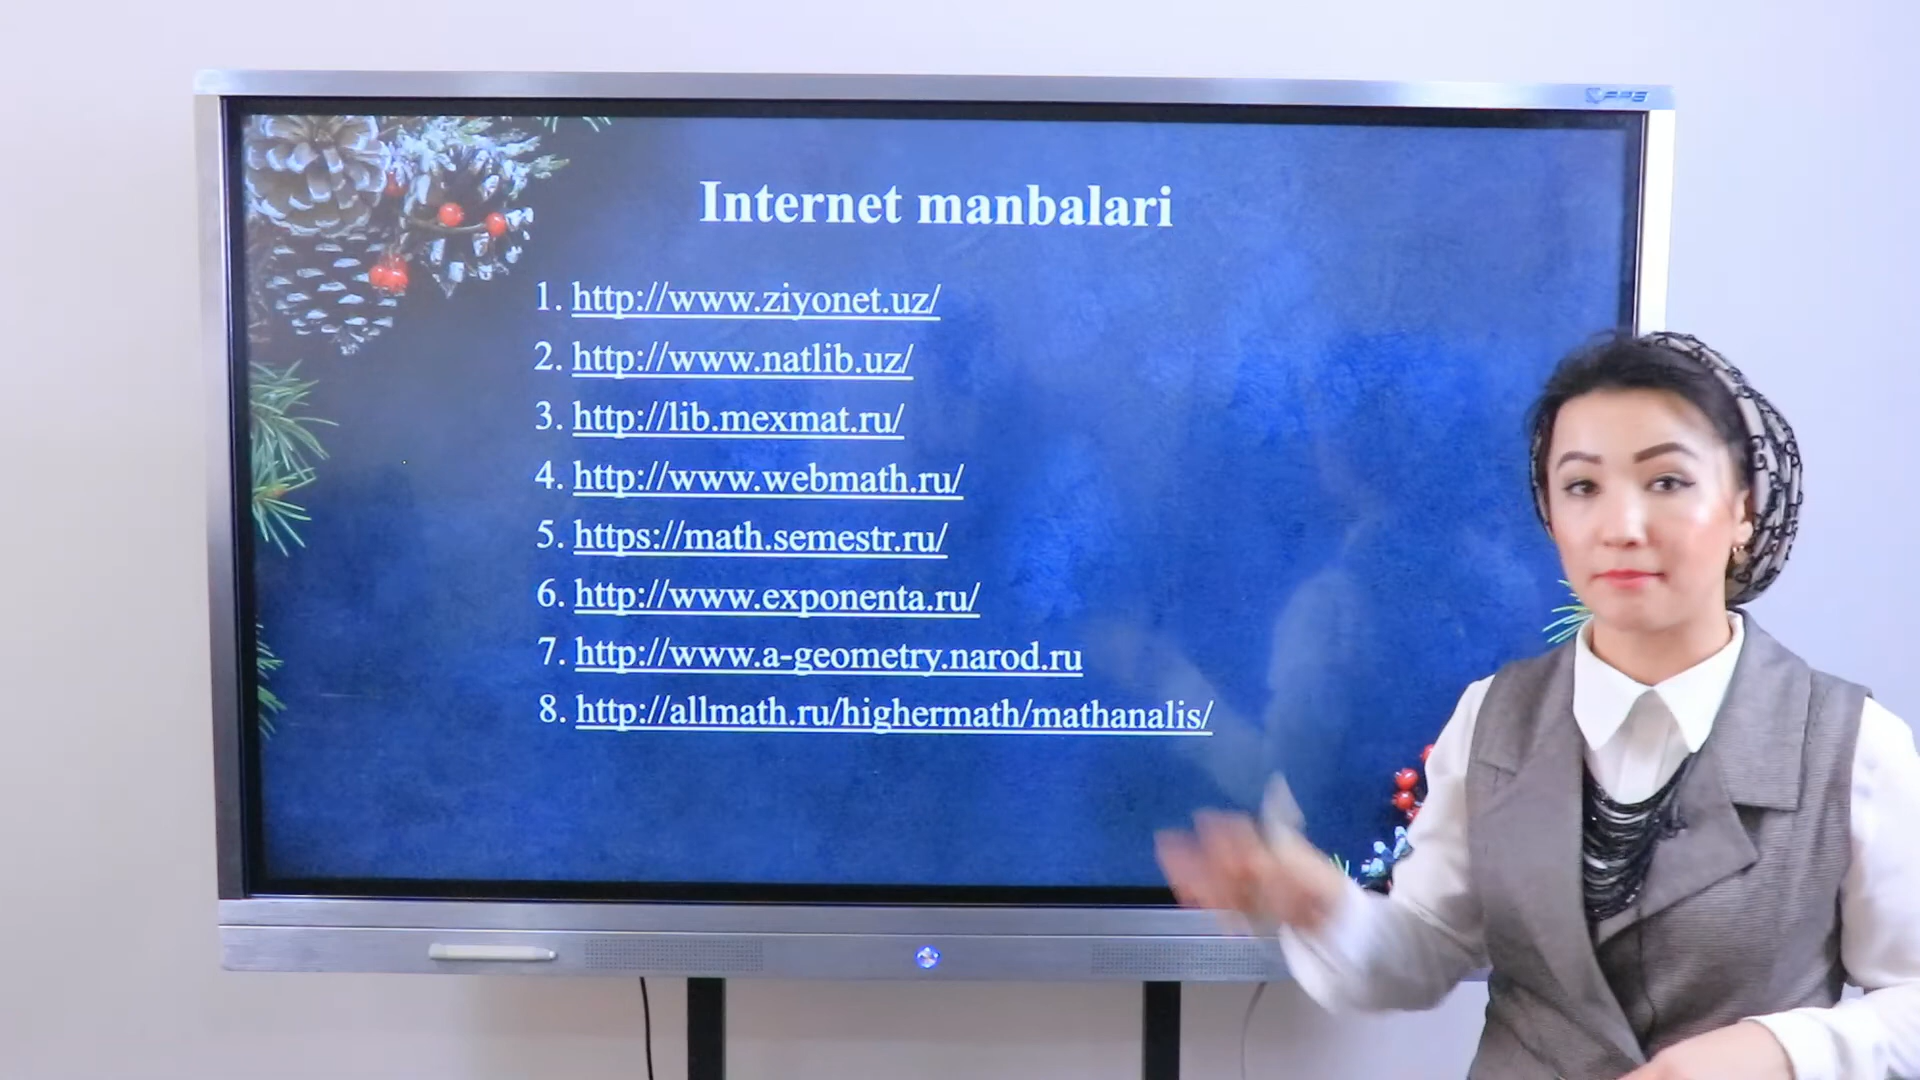 Internet manbalari
1. http://www.ziyonet.uz/
2. http://www.natlib.uz/
3. http://lib.mexmat.ru/
4. http://www.webmath.ru/
5. https://math.semestr.ru/
6. http://www.exponenta.ru/
7. http://www.a-geometry.narod.ru
8. http://allmath.ru/highermath/mathanalis/